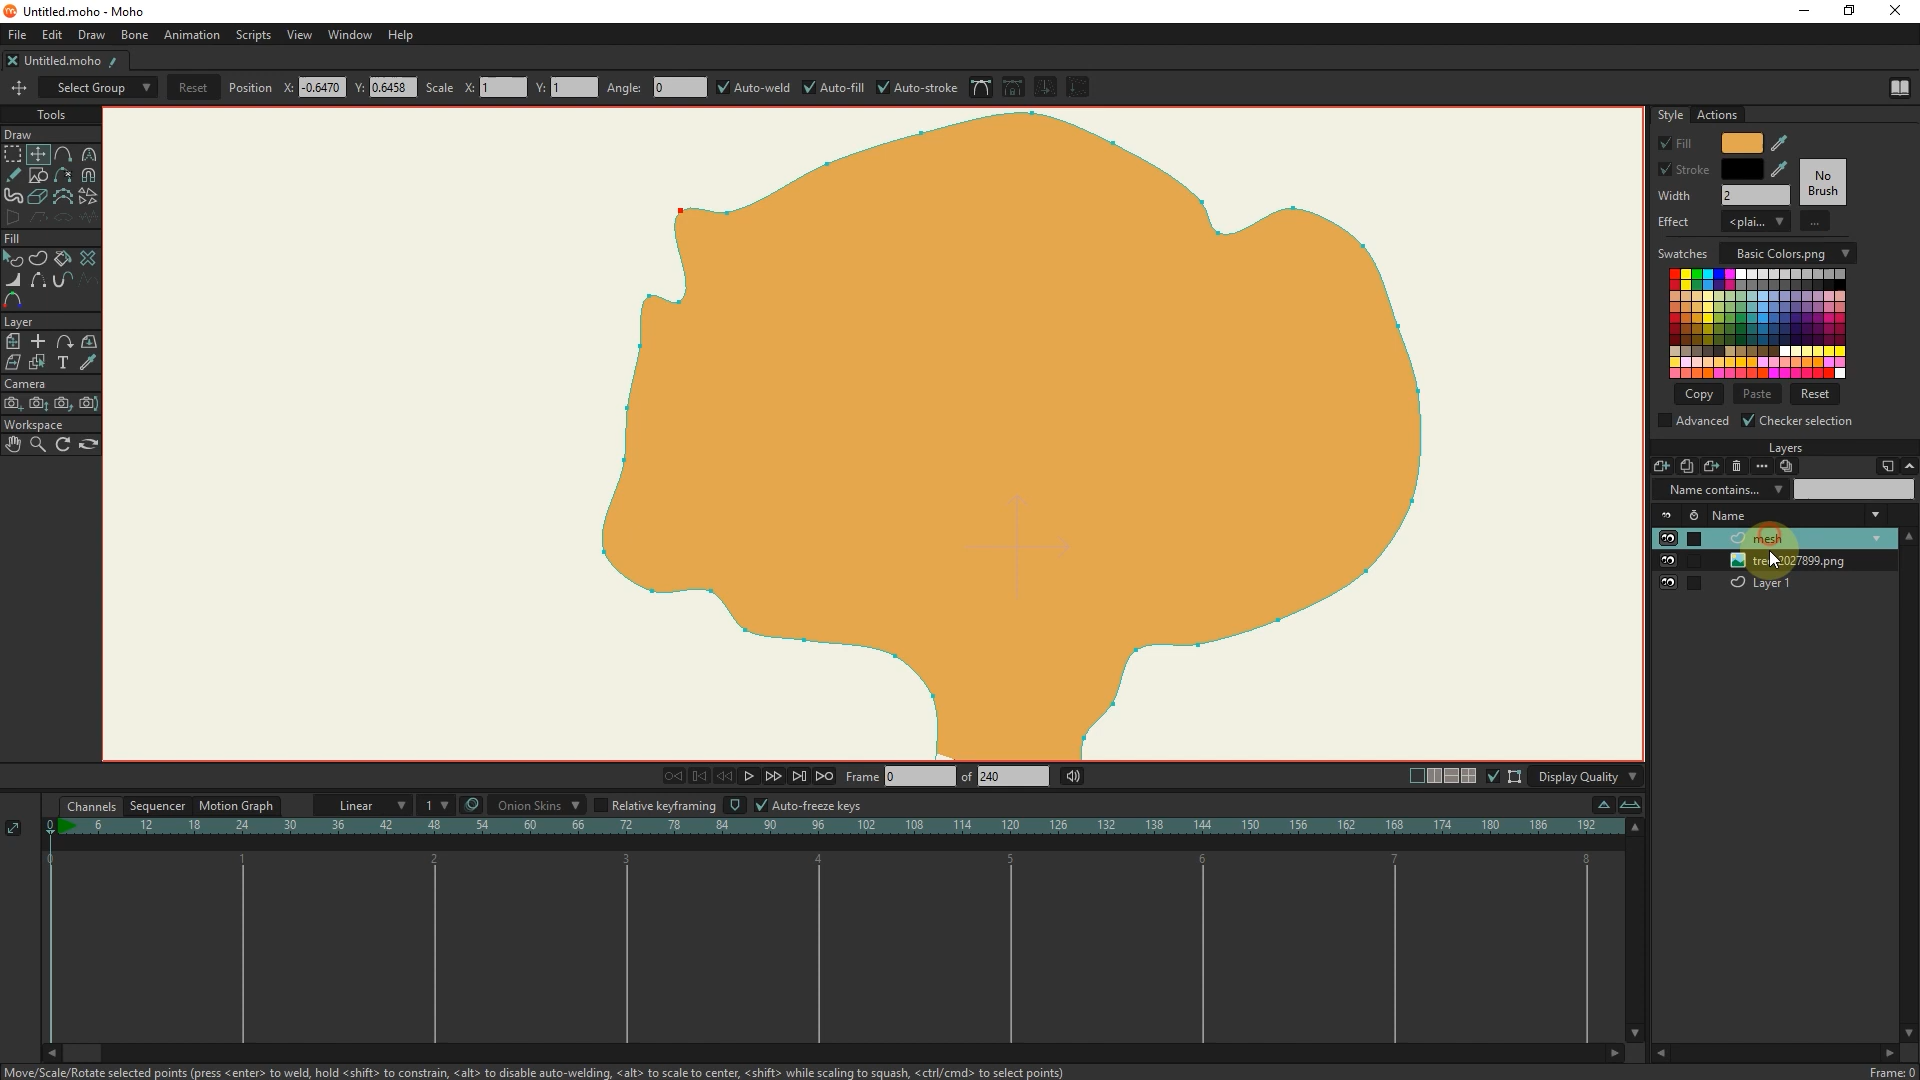 Untitled.moho - Moho
File Edit Draw Bone Animation Scripts View Window Help
Untitled.moho
Select Group Reset Position X: -0.6470 Y: 0.6458 Scale X: 1 Y: 1 Angle: 0 Auto-weld Auto-fill Auto-stroke
Tools
Draw
Fill
Layer
Camera
Workspace
Style Actions
Fill
Stroke
No Brush
Width 2
Effect <plai... ...
Swatches Basic Colors.png
Copy Paste Reset
Advanced Checker selection
Layers
Name contains...
Name
mesh
2027899.png
Layer 1
Frame 0 of 240 Display Quality
Channels Sequencer Motion Graph Linear 1 Onion Skins Relative keyframing Auto-freeze keys
0 6 12 18 24 30 36 42 48 54 60 66 72 78 84 90 96 102 108 114 120 126 132 138 144 150 156 162 168 174 180 186 192
0 1 2 3 4 5 6 7 8
Move/Scale/Rotate selected points (press <enter> to weld, hold <shift> to constrain, <alt> to disable auto-welding, <alt> to scale to center, <shift> while scaling to squash, <ctrl/cmd> to select points)
Frame: 0